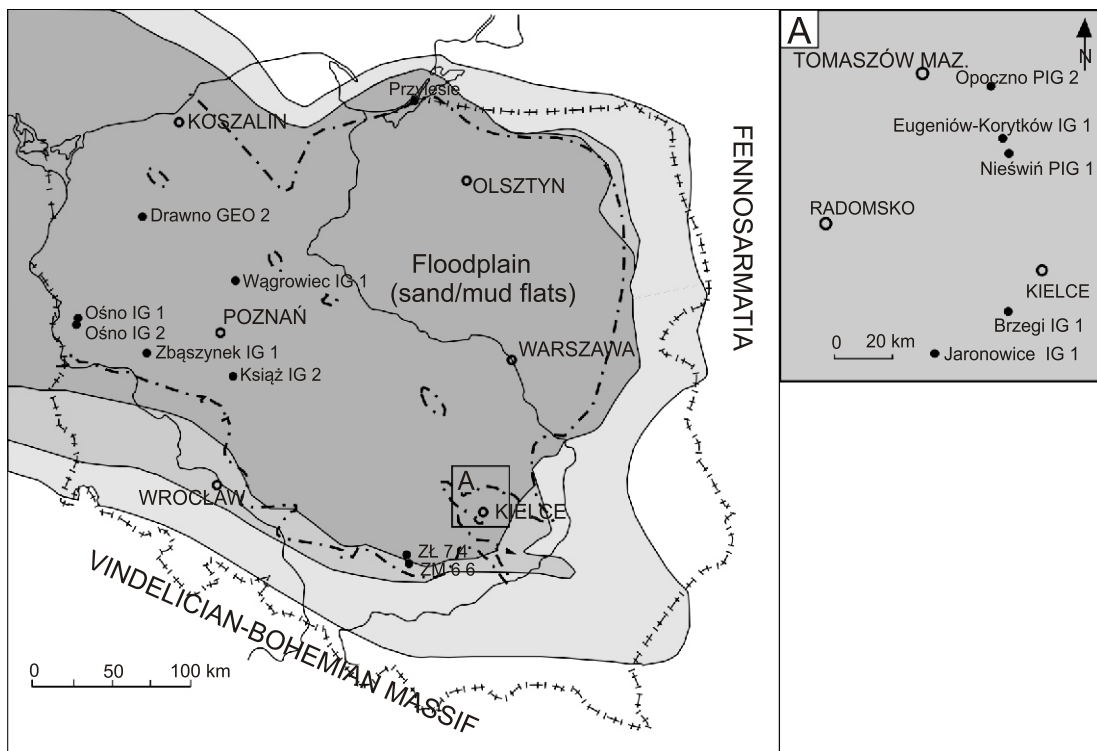 Przylesie
KOSZALIN
OLSZTYN
Drawno GEO 2
Floodplain
(sand/mud flats)
Wągrowiec IG 1
Ośno IG 1
Ośno IG 2
POZNAŃ
Zbąszynek IG 1
WARSZAWA
Książ IG 2
A
WROCŁAW
KIELCE
ZŁ 7 4
ZM 6 6
FENNOSARMATIA
VINDELICIAN-BOHEMIAN MASSIF
0 50 100 km
A
N
TOMASZÓW MAZ.
Opoczno PIG 2
Eugeniów-Korytków IG 1
Nieświń PIG 1
RADOMSKO
KIELCE
Brzegi IG 1
0 20 km
Jaronowice IG 1